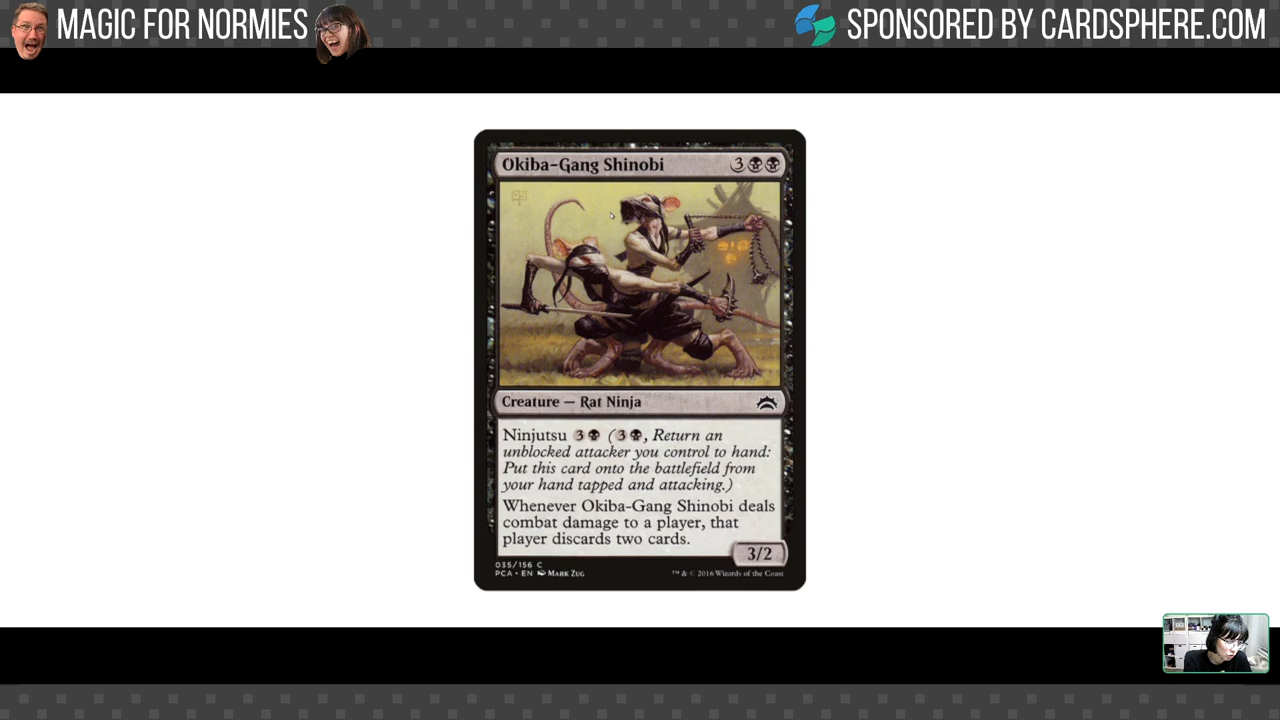 MAGIC FOR NORMIES
SPONSORED BY CARDSPHERE.COM
Okiba-Gang Shinobi 3
Creature — Rat Ninja
Ninjutsu 3 (3, Return an
unblocked attacker you control to hand:
Put this card onto the battlefield from
your hand tapped and attacking.)
Whenever Okiba-Gang Shinobi deals
combat damage to a player, that
player discards two cards.
3/2
035/156 C
PCA • EN Mark Zug
™ & © 2016 Wizards of the Coast